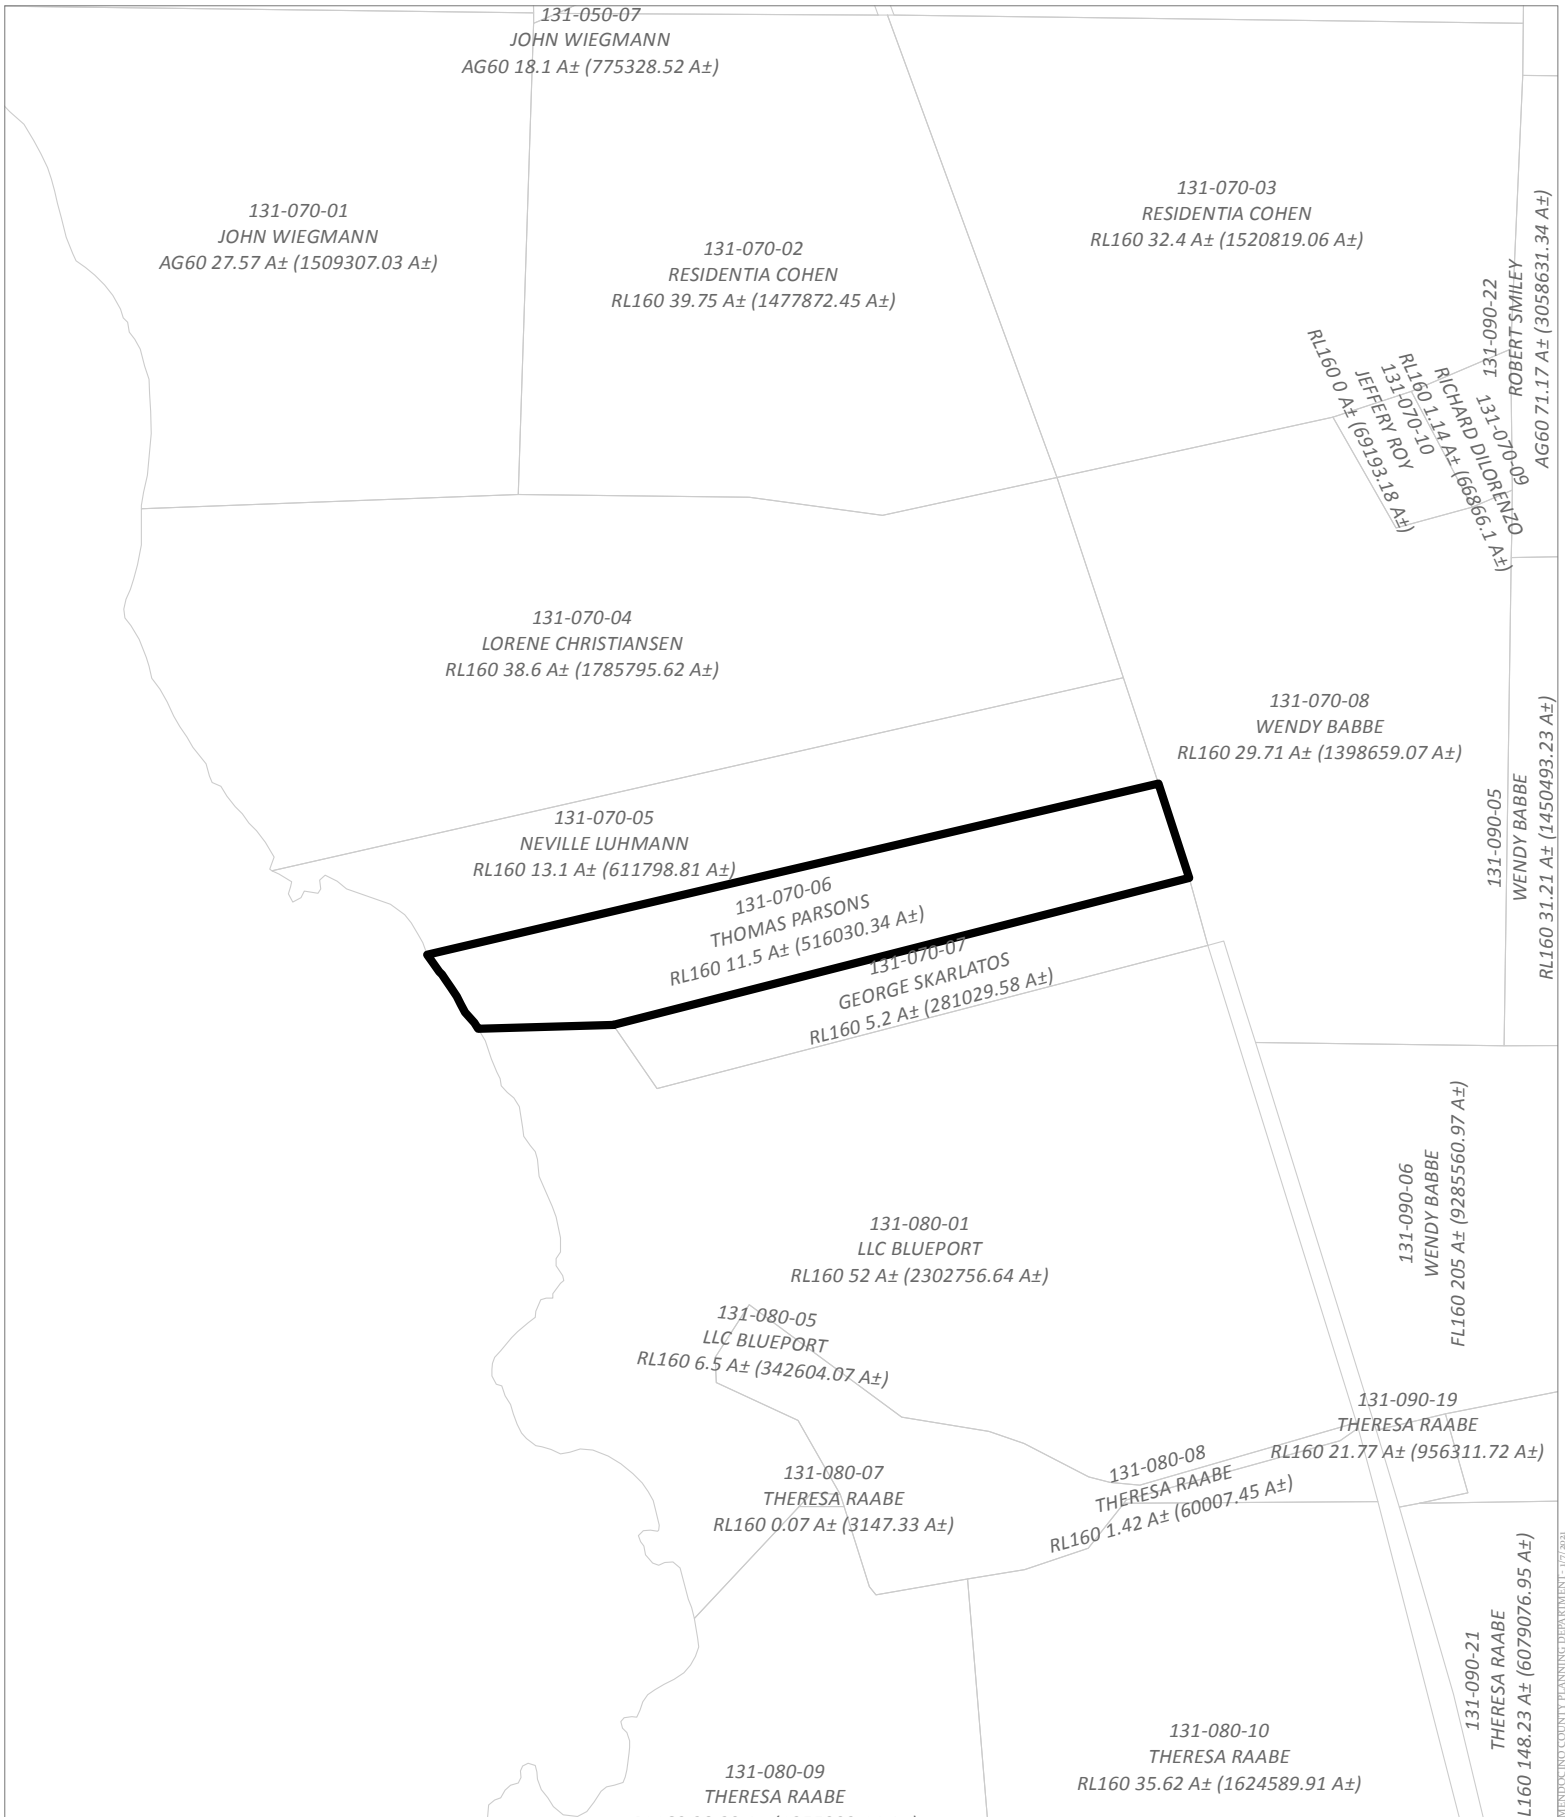 131-050-07
JOHN WIEGMANN
AG60 18.1 A± (775328.52 A±)
131-070-01
JOHN WIEGMANN
AG60 27.57 A± (1509307.03 A±)
131-070-02
RESIDENTIA COHEN
RL160 39.75 A± (1477872.45 A±)
131-070-03
RESIDENTIA COHEN
RL160 32.4 A± (1520819.06 A±)
131-090-22
ROBERT SMILEY
AG60 71.17 A± (3058631.34 A±)
131-070-10
JEFFERY ROY
RL160 0 A± (69193.18 A±)
131-070-09
RICHARD DILORENZO
RL160 1.14 A± (66866.1 A±)
131-070-04
LORENE CHRISTIANSEN
RL160 38.6 A± (1785795.62 A±)
131-070-08
WENDY BABBE
RL160 29.71 A± (1398659.07 A±)
131-090-05
WENDY BABBE
RL160 31.21 A± (1450493.23 A±)
131-070-05
NEVILLE LUHMANN
RL160 13.1 A± (611798.81 A±)
131-070-06
THOMAS PARSONS
RL160 11.5 A± (516030.34 A±)
131-070-07
GEORGE SKARLATOS
RL160 5.2 A± (281029.58 A±)
131-090-06
WENDY BABBE
FL160 205 A± (9285560.97 A±)
131-080-01
LLC BLUEPORT
RL160 52 A± (2302756.64 A±)
131-080-05
LLC BLUEPORT
RL160 6.5 A± (342604.07 A±)
131-090-19
THERESA RAABE
RL160 21.77 A± (956311.72 A±)
131-080-07
THERESA RAABE
RL160 0.07 A± (3147.33 A±)
131-080-08
THERESA RAABE
RL160 1.42 A± (60007.45 A±)
131-090-21
THERESA RAABE
L160 148.23 A± (6079076.95 A±)
131-080-10
THERESA RAABE
RL160 35.62 A± (1624589.91 A±)
131-080-09
THERESA RAABE
MENDOCINO COUNTY PLANNING DEPARTMENT - 1/7/2021